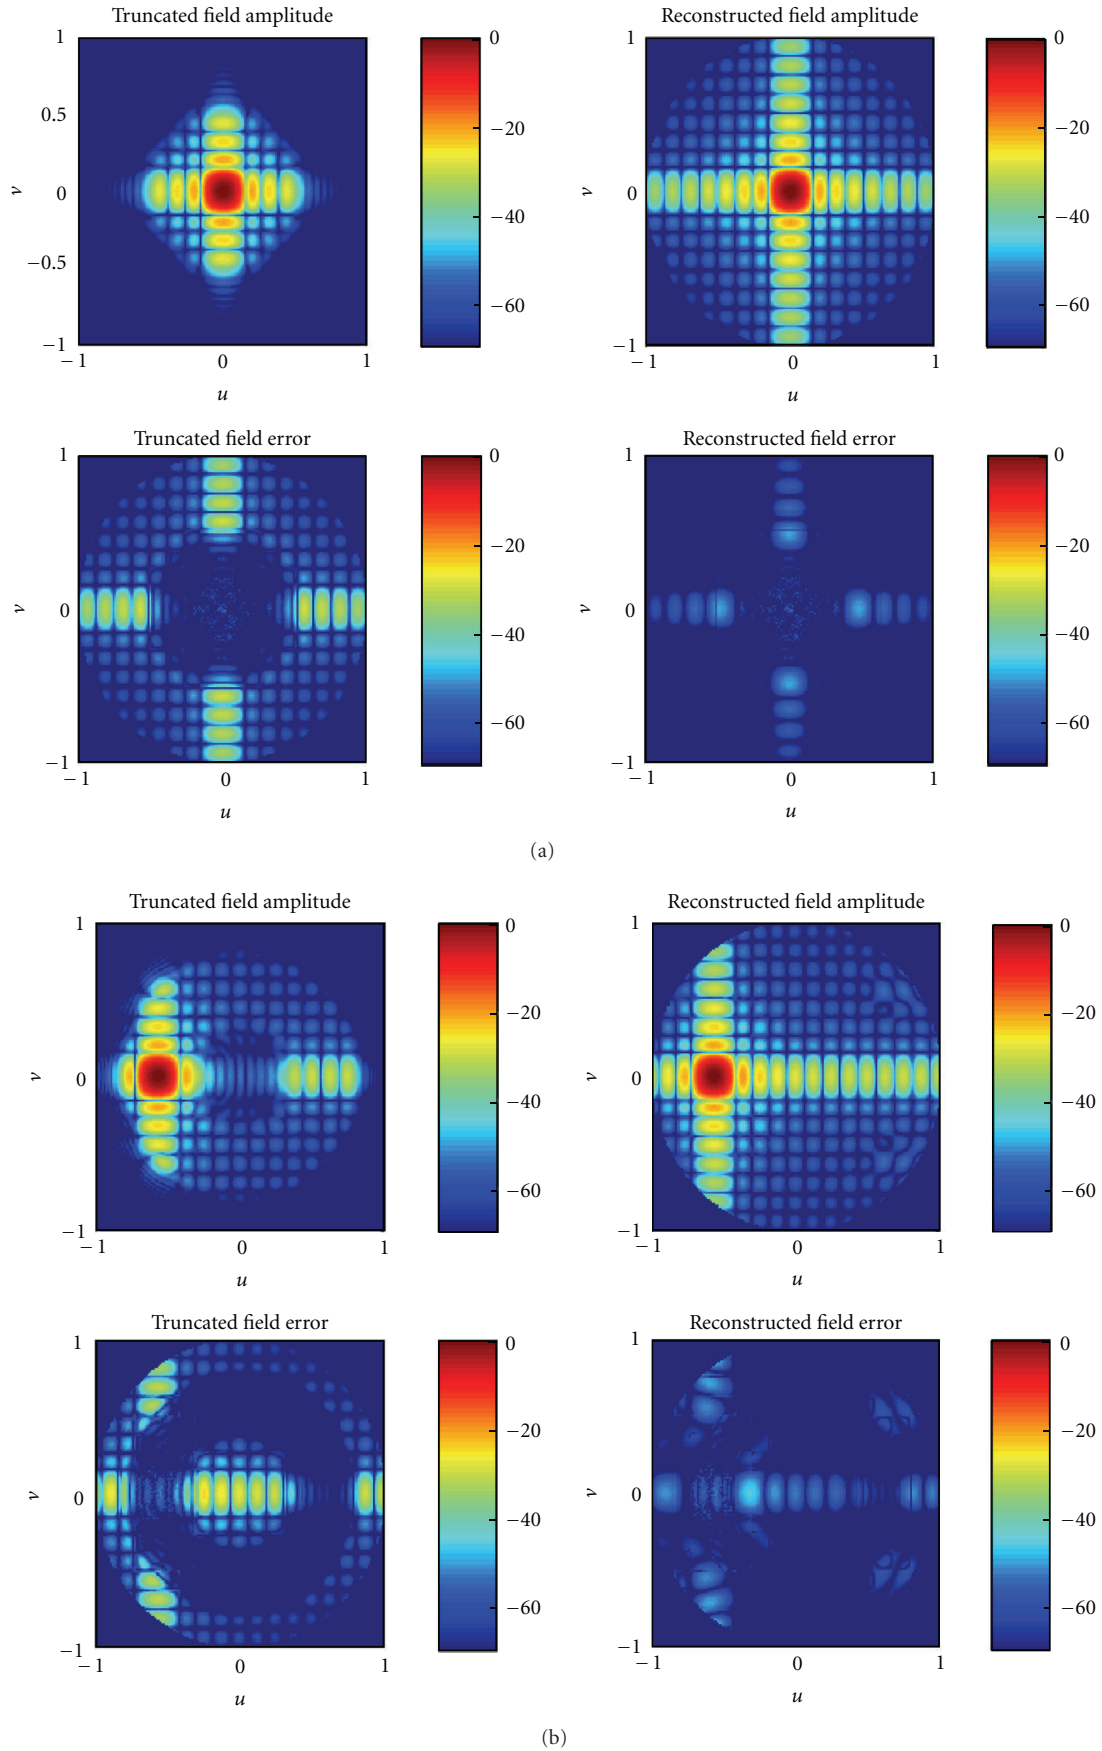 Truncated field amplitude
1
0.5
0
−0.5
−1
−1 0 1
u
v
0
−20
−40
−60
Reconstructed field amplitude
1
0
−1
−1 0 1
u
v
0
−20
−40
−60
Truncated field error
1
0
−1
−1 0 1
u
v
0
−20
−40
−60
Reconstructed field error
1
0
−1
−1 0 1
u
v
0
−20
−40
−60
(a)
Truncated field amplitude
1
0
−1
−1 0 1
u
v
0
−20
−40
−60
Reconstructed field amplitude
1
0
−1
−1 0 1
u
v
0
−20
−40
−60
Truncated field error
1
0
−1
−1 0 1
u
v
0
−20
−40
−60
Reconstructed field error
1
0
−1
−1 0 1
u
v
0
−20
−40
−60
(b)